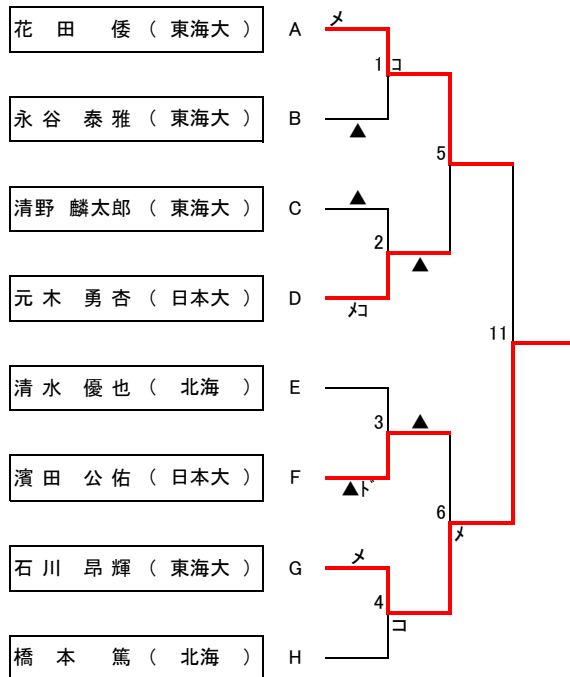 花 田 倭 ( 東海大 ) A メ
1 コ
永 谷 泰 雅 ( 東海大 ) B ▲
5
清野 麟太郎 ( 東海大 ) C ▲
2 ▲
元 木 勇 杏 ( 日本大 ) D メコ
11
清 水 優 也 ( 北海 ) E
3 ▲
濱 田 公 佑 ( 日本大 ) F ▲ド
6 メ
石 川 昂 輝 ( 東海大 ) G メ
4 コ
橋 本 篤 ( 北海 ) H